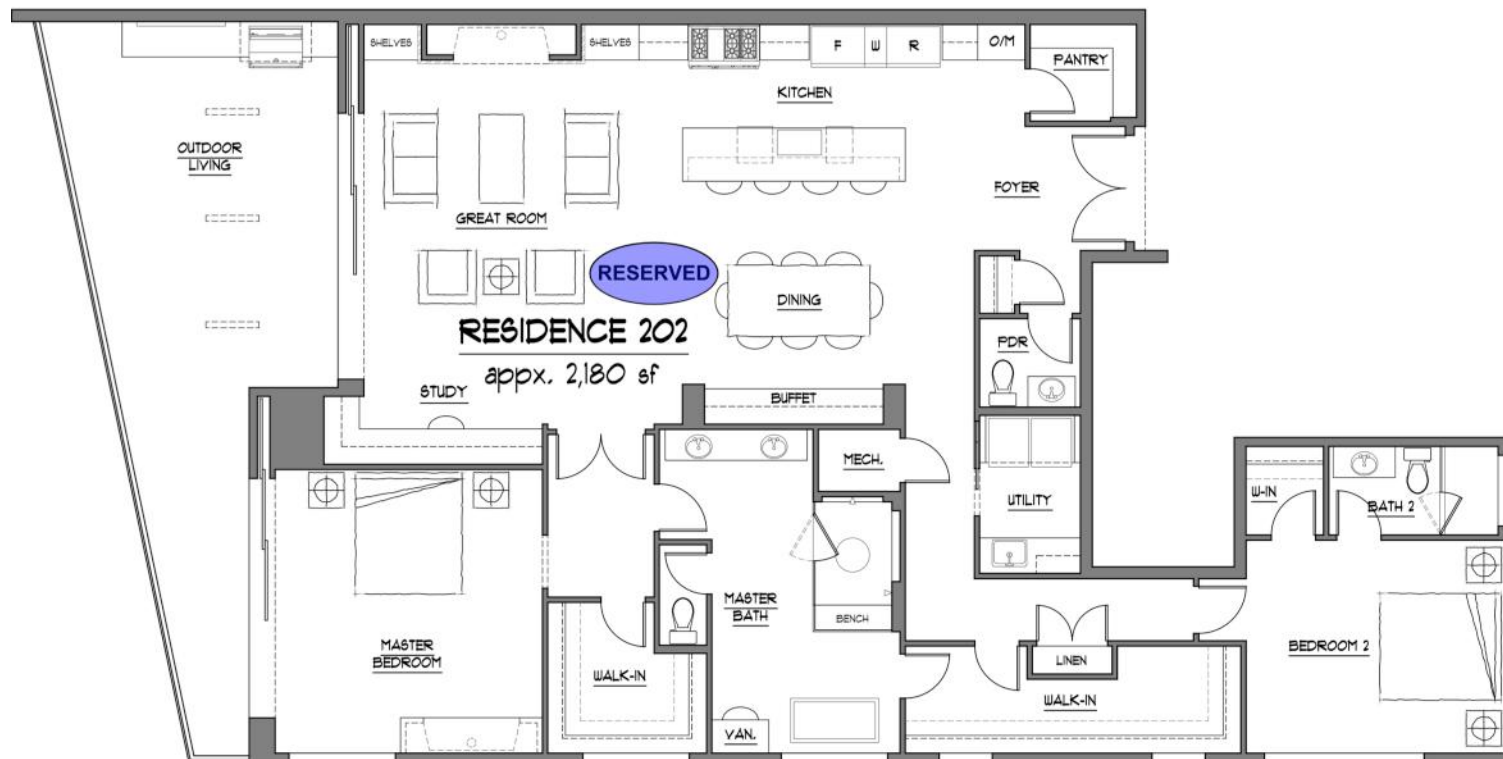 SHELVES
SHELVES
F W R
O/M
PANTRY
KITCHEN
OUTDOOR
LIVING
FOYER
GREAT ROOM
RESERVED
DINING
RESIDENCE 202
appx. 2,180 sf
PDR
STUDY
BUFFET
MECH.
UTILITY
W-IN
BATH 2
MASTER
BATH
BENCH
MASTER
BEDROOM
BEDROOM 2
LINEN
WALK-IN
WALK-IN
VAN.